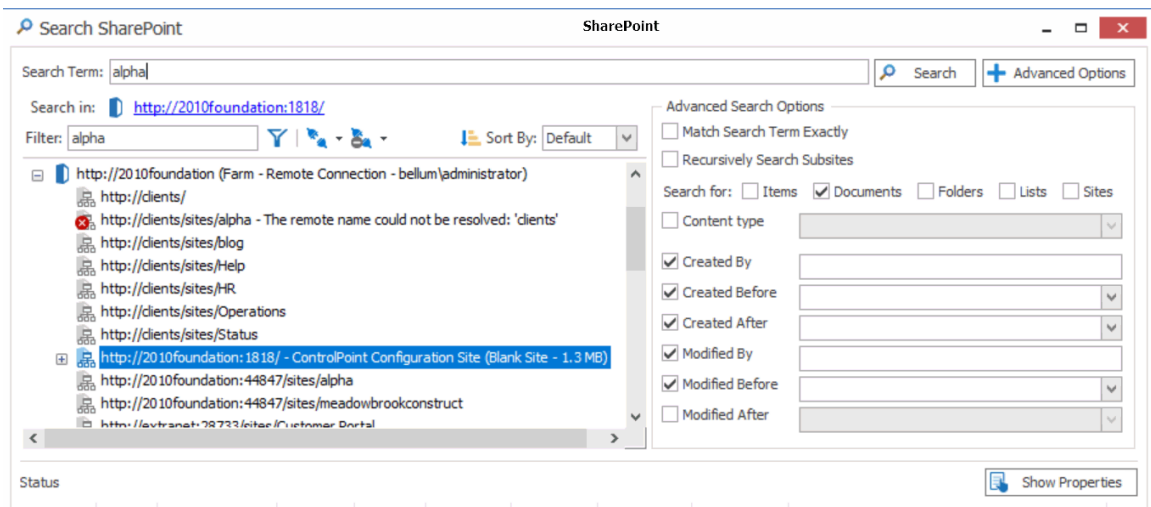 Search SharePoint
SharePoint
Search Term: alpha
Search
Advanced Options
Search in: http://2010foundation:1818/
Filter: alpha
Sort By: Default
http://2010foundation (Farm - Remote Connection - bellum\administrator)
http://clients/
http://clients/sites/alpha - The remote name could not be resolved: 'clients'
http://clients/sites/blog
http://clients/sites/Help
http://clients/sites/HR
http://clients/sites/Operations
http://clients/sites/Status
http://2010foundation:1818/ - ControlPoint Configuration Site (Blank Site - 1.3 MB)
http://2010foundation:44847/sites/alpha
http://2010foundation:44847/sites/meadowbrookconstruct
http://extranet:28733/sites/Customer Portal
Advanced Search Options
Match Search Term Exactly
Recursively Search Subsites
Search for: Items Documents Folders Lists Sites
Content type
Created By
Created Before
Created After
Modified By
Modified Before
Modified After
Status
Show Properties